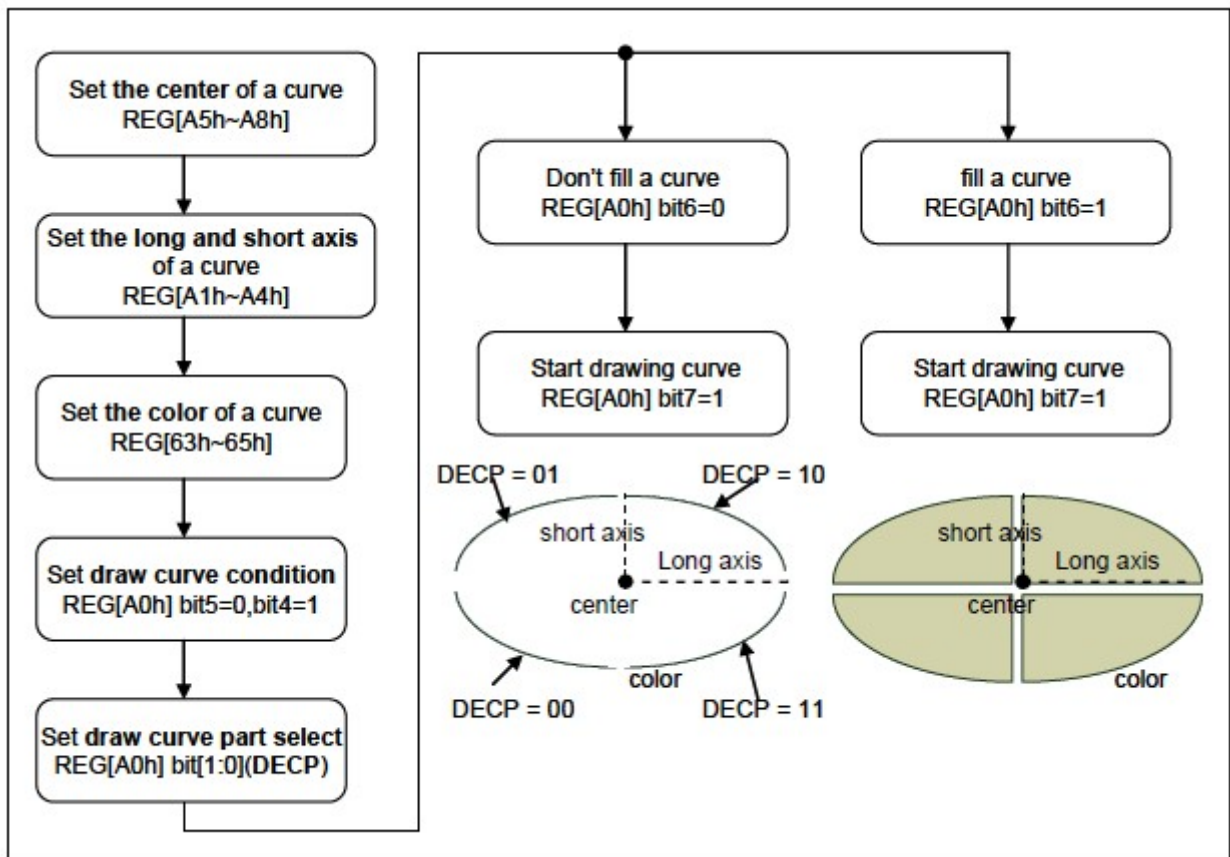 Set the center of a curve
REG[A5h~A8h]
Set the long and short axis
of a curve
REG[A1h~A4h]
Set the color of a curve
REG[63h~65h]
Set draw curve condition
REG[A0h] bit5=0,bit4=1
Set draw curve part select
REG[A0h] bit[1:0](DECP)
Don't fill a curve
REG[A0h] bit6=0
Start drawing curve
REG[A0h] bit7=1
fill a curve
REG[A0h] bit6=1
Start drawing curve
REG[A0h] bit7=1
DECP = 01
DECP = 10
short axis
Long axis
center
color
DECP = 00
DECP = 11
short axis
Long axis
center
color